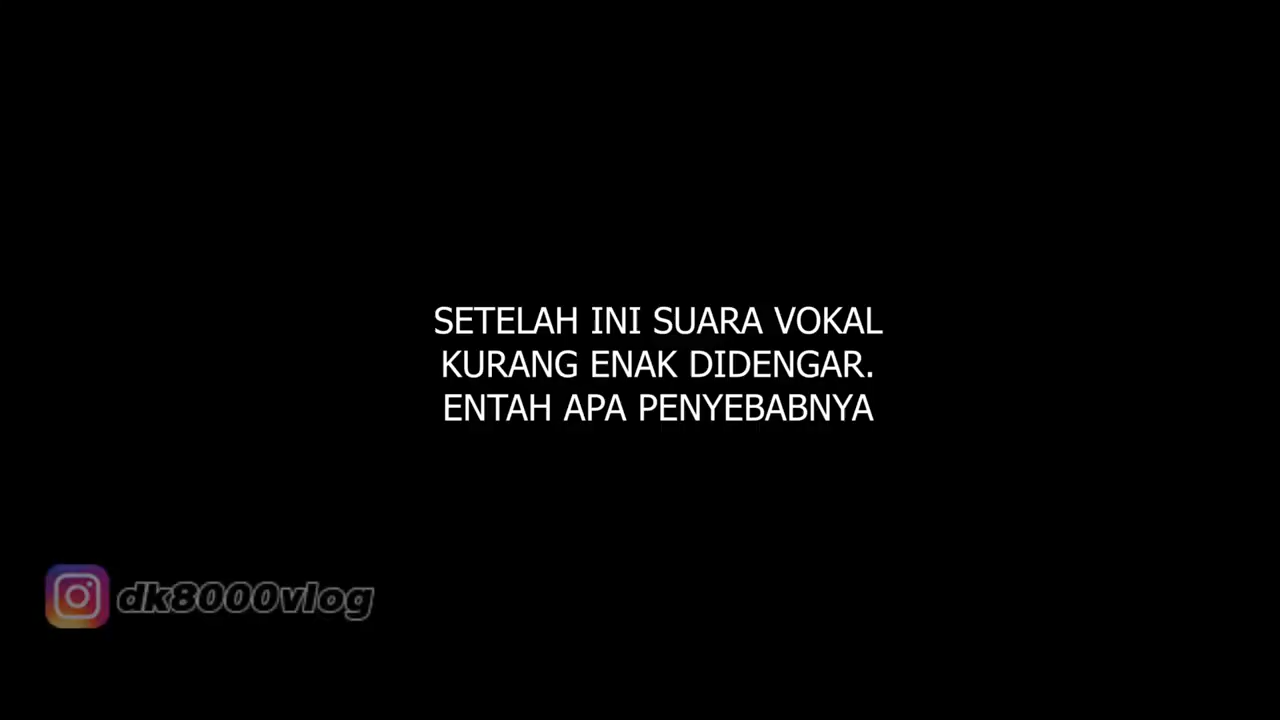 SETELAH INI SUARA VOKAL
KURANG ENAK DIDENGAR.
ENTAH APA PENYEBABNYA
dk8000vlog